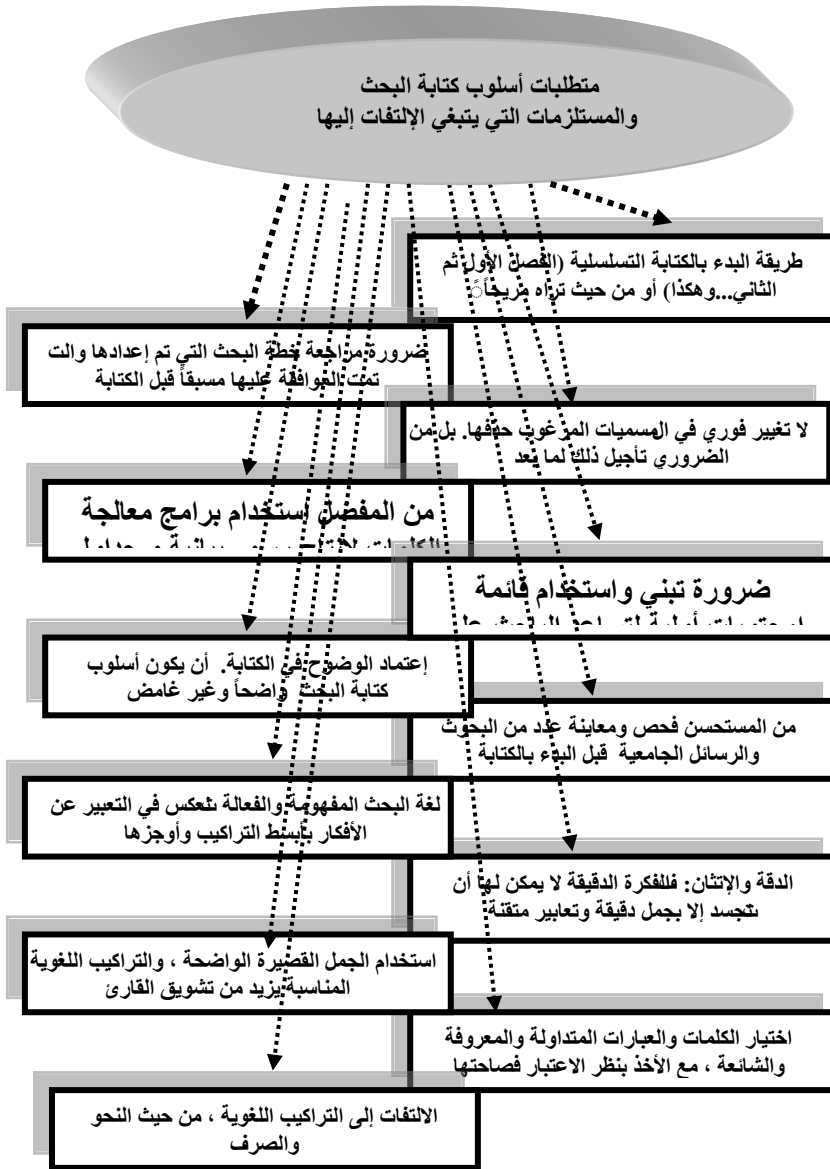 متطلبات أسلوب كتابة البحث
والمستلزمات التي يتبغي الإلتفات إليها
طريقة البدء بالكتابة التسلسلية (الفصل الأول ثم
الثاني...وهكذا) أو من حيث تراه مريحاً
ضرورة مراجعة خطة البحث التي تم إعدادها والت
تمت الموافقة عليها مسبقاً قبل الكتابة
لا تغيير فوري في المسميات المرغوب حذفها. بل من
الضروري تأجيل ذلك لما بعد
من المفضل استخدام برامج معالجة
ضرورة تبني واستخدام قائمة
إعتماد الوضوح في الكتابة. أن يكون أسلوب
كتابة البحث واضحاً وغير غامض
من المستحسن فحص ومعاينة عدد من البحوث
والرسائل الجامعية قبل البدء بالكتابة
لغة البحث المفهومة والفعالة تنعكس في التعبير عن
الأفكار بأبسط التراكيب وأوجزها
الدقة والإتثان: فللفكرة الدقيقة لا يمكن لها أن
تتجسد إلا بجمل دقيقة وتعابير متقنة
استخدام الجمل القصيرة الواضحة ، والتراكيب اللغوية
المناسبة يزيد من تشويق القارئ
اختيار الكلمات والعبارات المتداولة والمعروفة
والشائعة ، مع الأخذ بنظر الاعتبار فصاحتها
الالتفات إلى التراكيب اللغوية ، من حيث النحو
والصرف